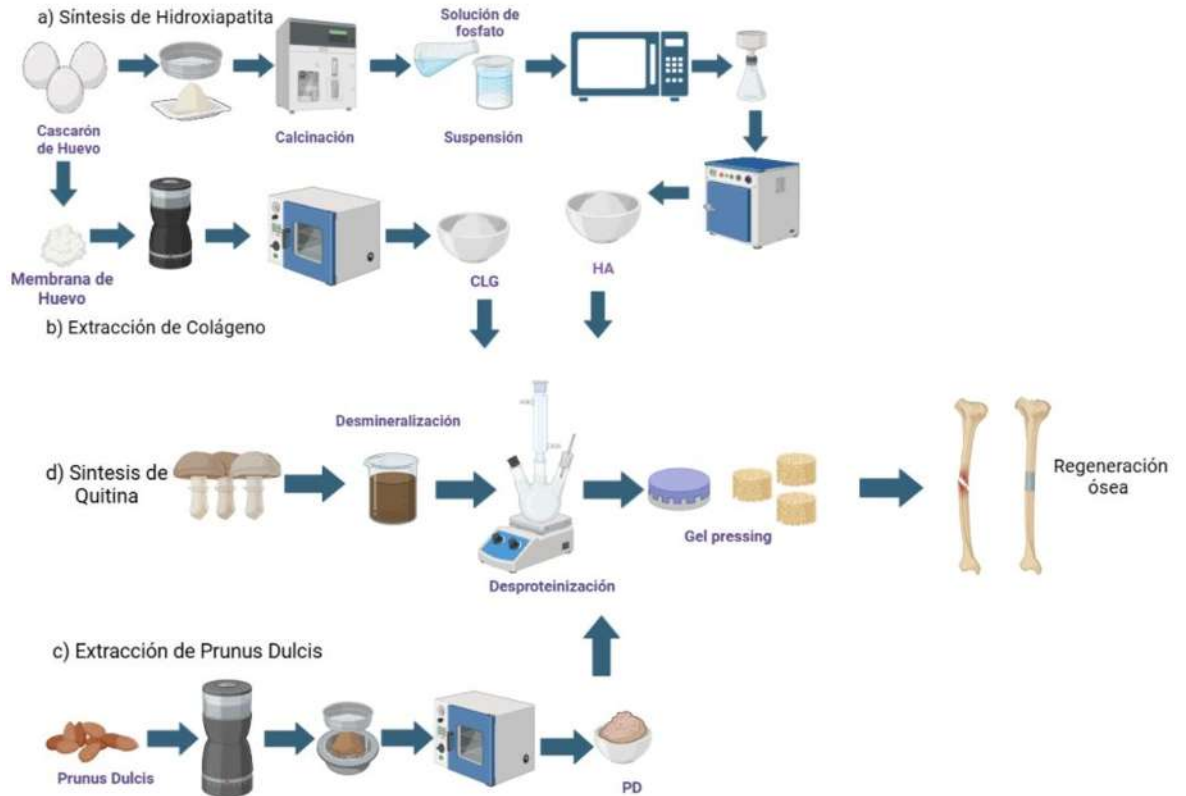 a) Síntesis de Hidroxiapatita
Solución de
fosfato
Cascarón
de Huevo
Calcinación
Suspensión
Membrana de
Huevo
CLG
HA
b) Extracción de Colágeno
Desmineralización
d) Sintesis de
Quitina
Desproteinización
Gel pressing
Regeneración
ósea
c) Extracción de Prunus Dulcis
Prunus Dulcis
PD